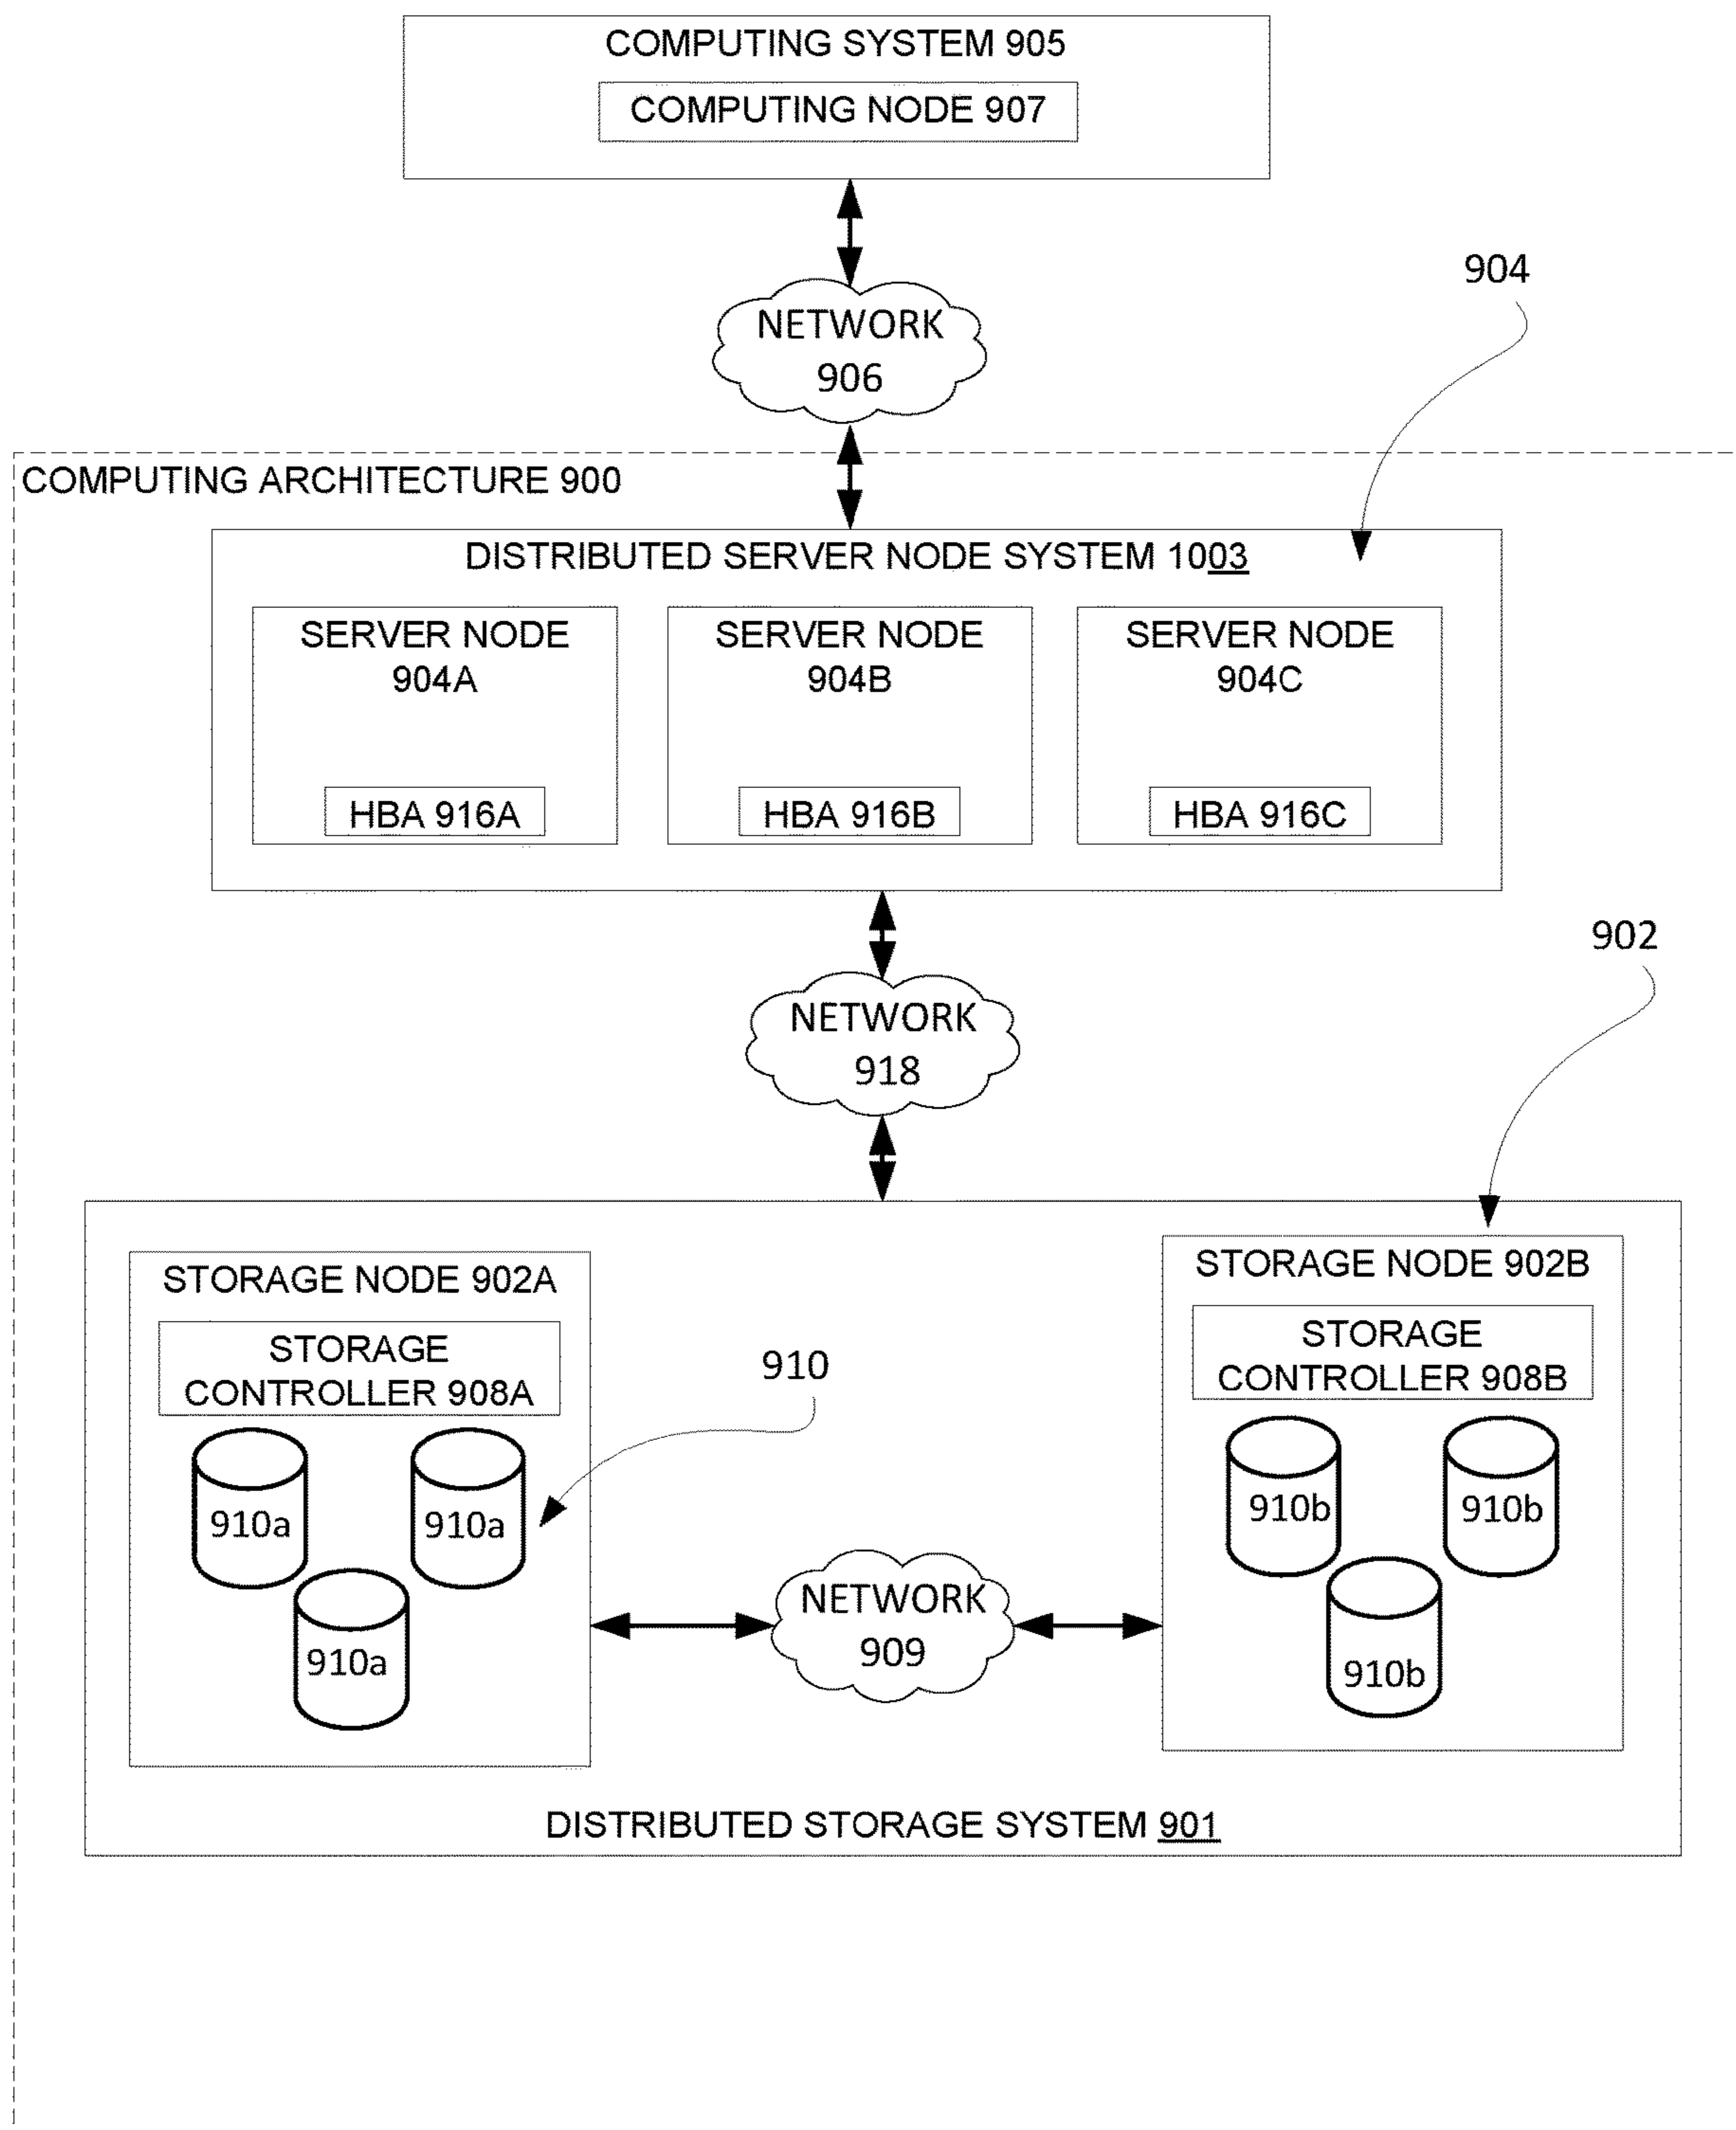 COMPUTING SYSTEM 905
COMPUTING NODE 907
NETWORK
906
904
COMPUTING ARCHITECTURE 900
DISTRIBUTED SERVER NODE SYSTEM 1003
SERVER NODE
904A
HBA 916A
SERVER NODE
904B
HBA 916B
SERVER NODE
904C
HBA 916C
902
NETWORK
918
STORAGE NODE 902A
STORAGE
CONTROLLER 908A
910a
910a
910a
910
NETWORK
909
STORAGE NODE 902B
STORAGE
CONTROLLER 908B
910b
910b
910b
DISTRIBUTED STORAGE SYSTEM 901